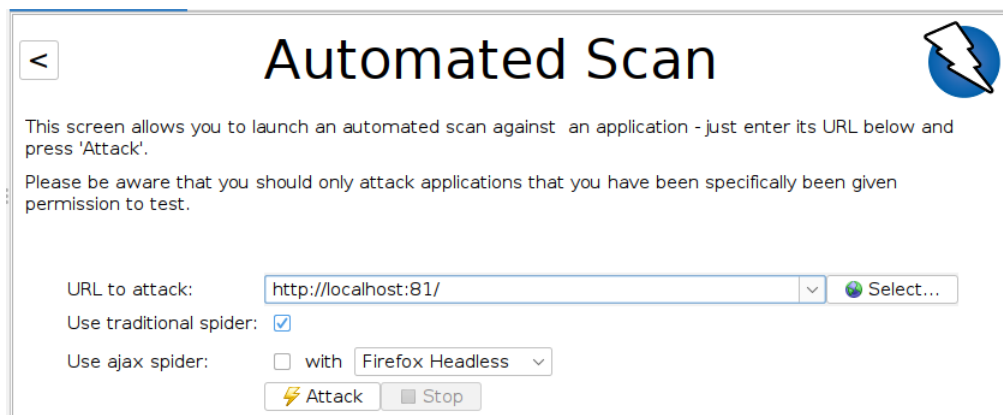 <
Automated Scan
This screen allows you to launch an automated scan against  an application - just enter its URL below and
press 'Attack'.
Please be aware that you should only attack applications that you have been specifically been given
permission to test.
URL to attack: http://localhost:81/ Select...
Use traditional spider:
Use ajax spider: with Firefox Headless
Attack Stop